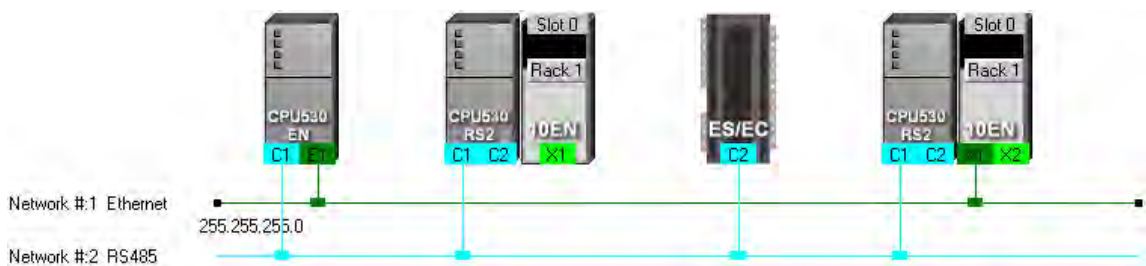 Slot 0
Slot 0
Rack 1
Rack 1
CPU530 EN
CPU530 RS2
10EN
ES/EC
CPU530 RS2
10EN
C1 E1
C1 C2
X1
C2
C1 C2
X1 X2
Network #:1 Ethernet
255.255.255.0
Network #:2 RS485